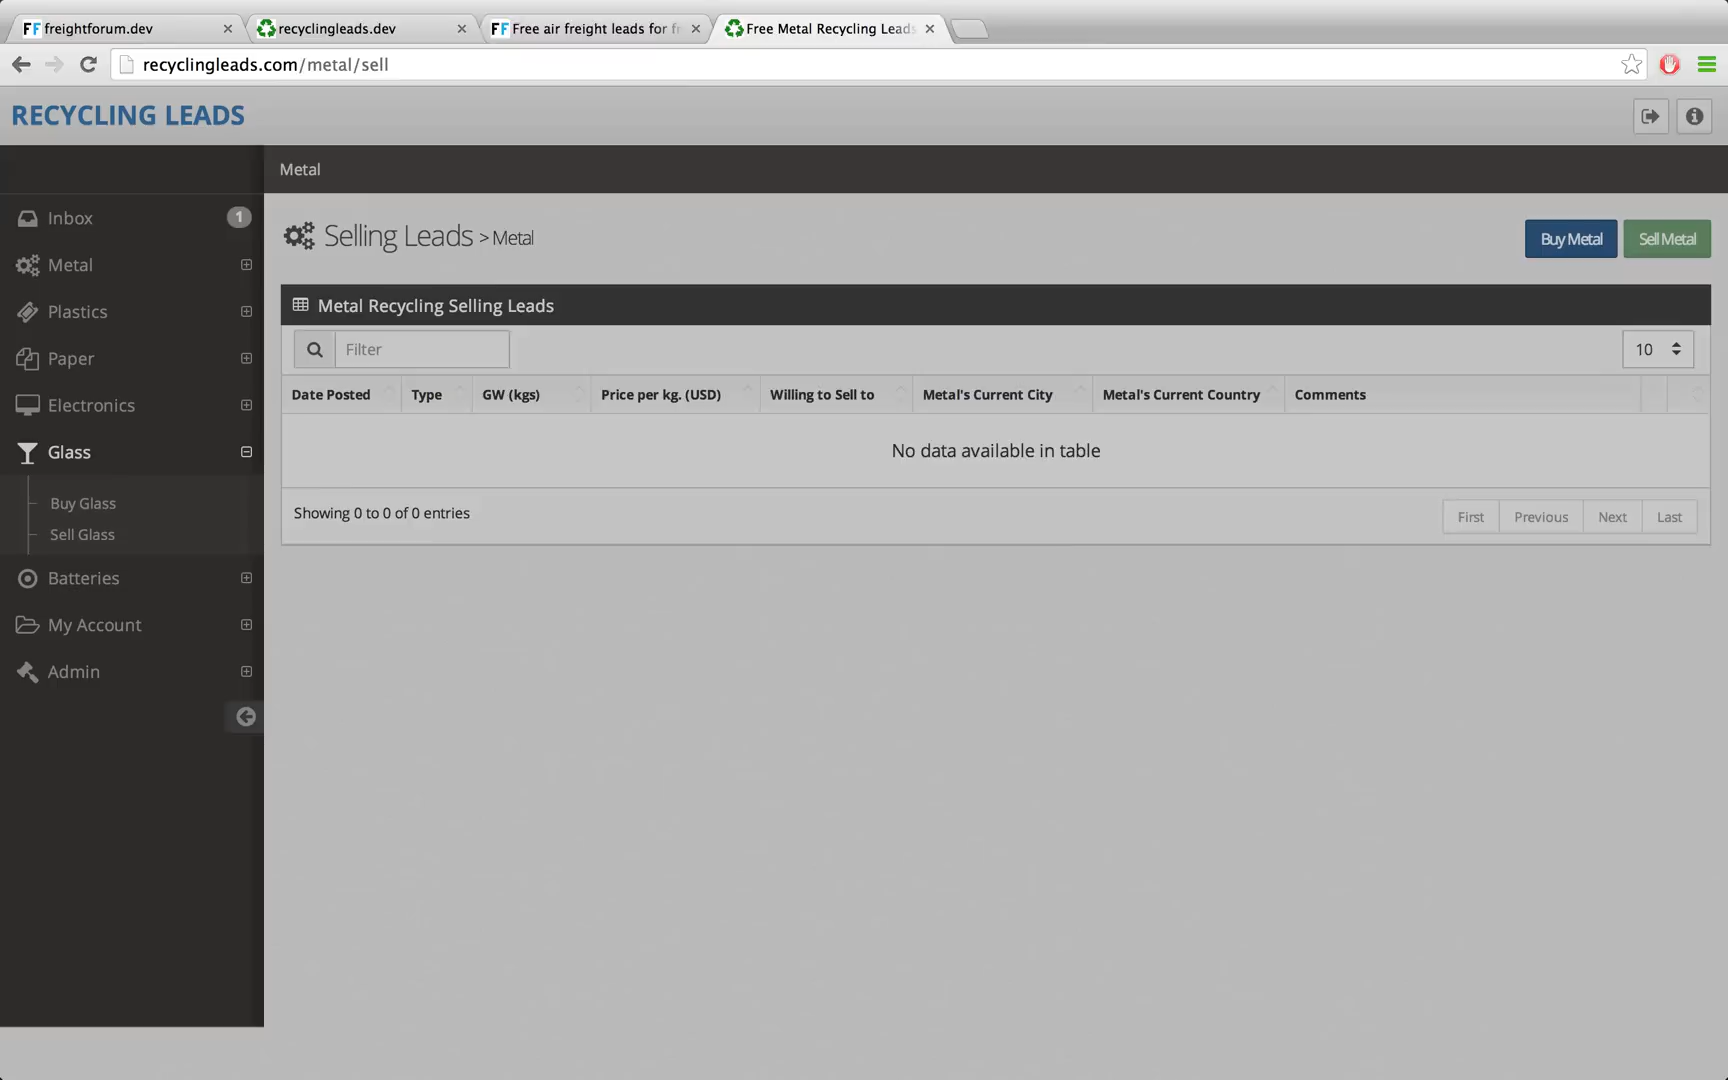 freightforum.dev
recyclingleads.dev
Free air freight leads for f
Free Metal Recycling Leads
recyclingleads.com/metal/sell
RECYCLING LEADS
Metal
Inbox 1
Metal
Plastics
Paper
Electronics
Glass
Buy Glass
Sell Glass
Batteries
My Account
Admin
Selling Leads > Metal
Buy Metal
Sell Metal
Metal Recycling Selling Leads
Filter
10
Date Posted Type GW (kgs) Price per kg. (USD) Willing to Sell to Metal's Current City Metal's Current Country Comments
No data available in table
Showing 0 to 0 of 0 entries
First Previous Next Last